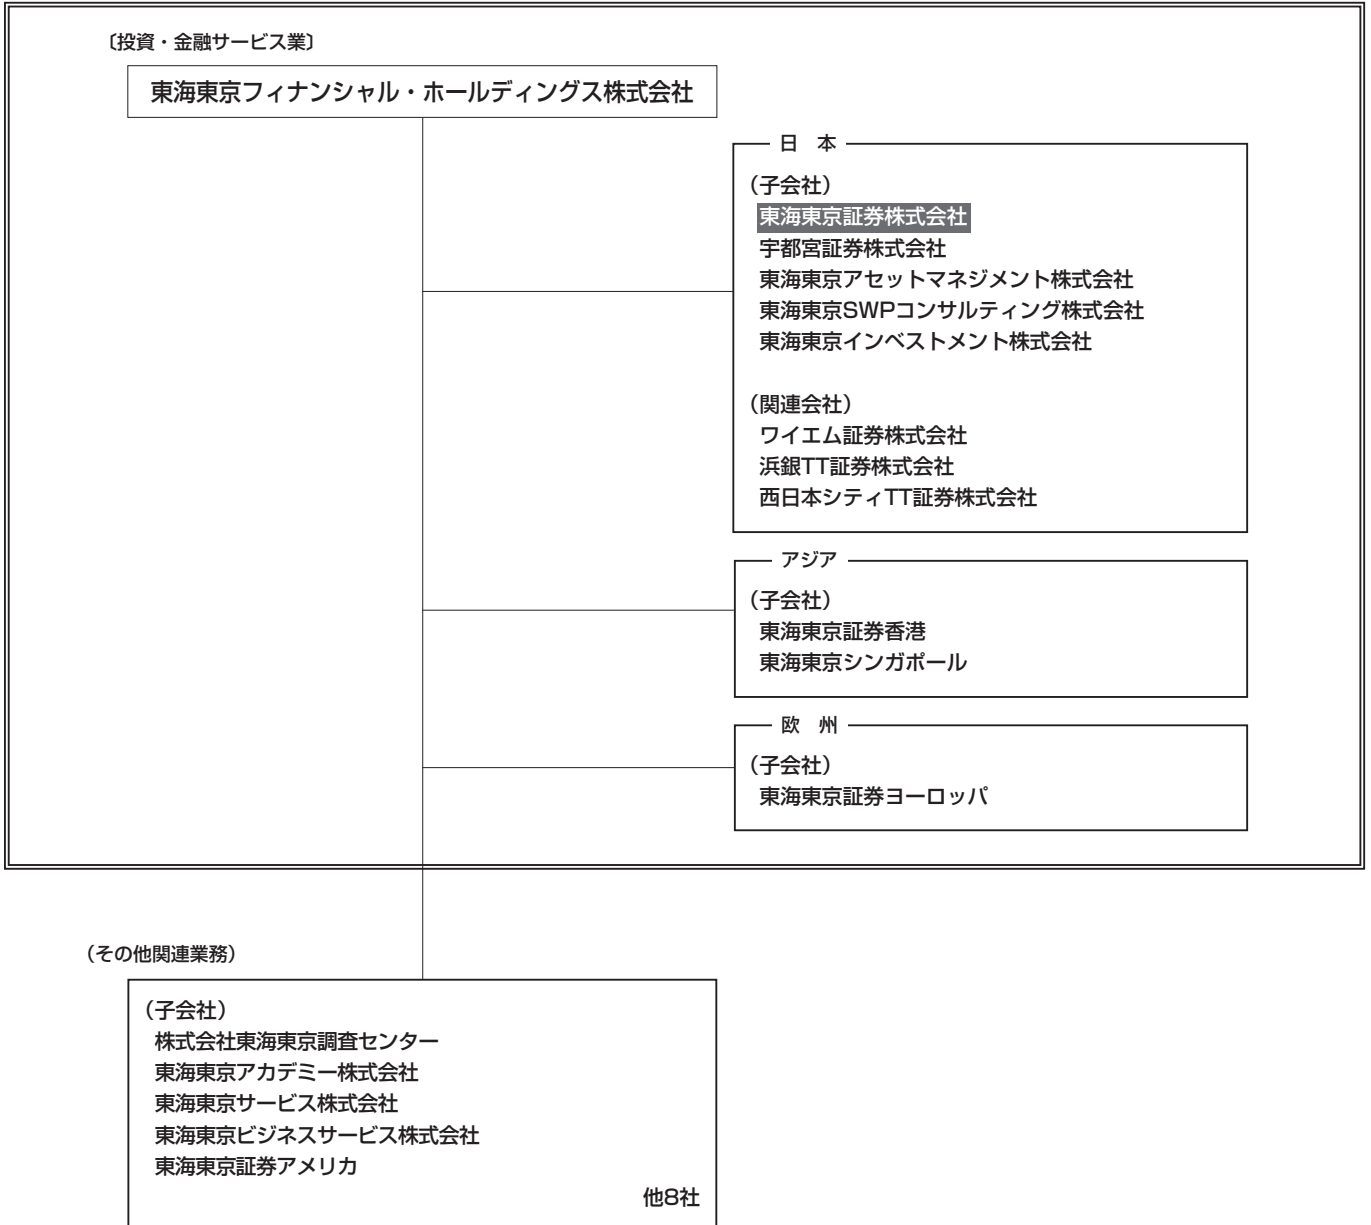 〔投資・金融サービス業〕
東海東京フィナンシャル・ホールディングス株式会社
日　本
（子会社）
東海東京証券株式会社
宇都宮証券株式会社
東海東京アセットマネジメント株式会社
東海東京SWPコンサルティング株式会社
東海東京インベストメント株式会社
（関連会社）
ワイエム証券株式会社
浜銀TT証券株式会社
西日本シティTT証券株式会社
アジア
（子会社）
東海東京証券香港
東海東京シンガポール
欧　州
（子会社）
東海東京証券ヨーロッパ
（その他関連業務）
（子会社）
株式会社東海東京調査センター
東海東京アカデミー株式会社
東海東京サービス株式会社
東海東京ビジネスサービス株式会社
東海東京証券アメリカ
他8社